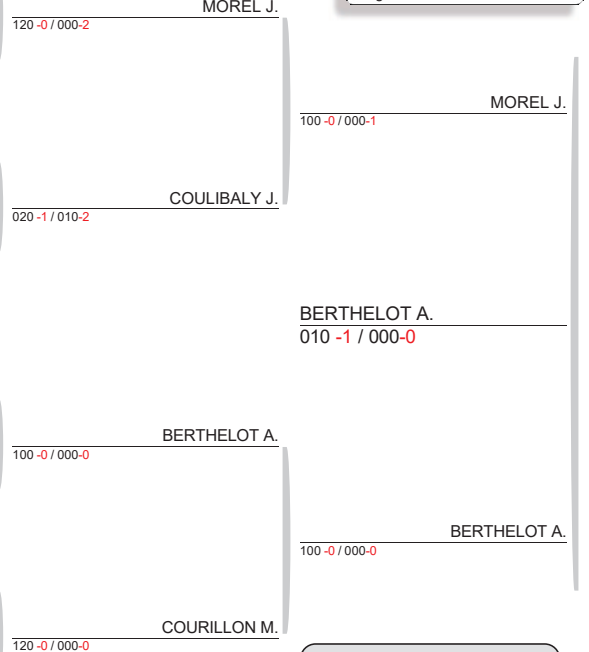 MOREL J.
120 -0 / 000-2
MOREL J.
100 -0 / 000-1
COULIBALY J.
020 -1 / 010-2
BERTHELOT A.
010 -1 / 000-0
BERTHELOT A.
100 -0 / 000-0
BERTHELOT A.
100 -0 / 000-0
COURILLON M.
120 -0 / 000-0